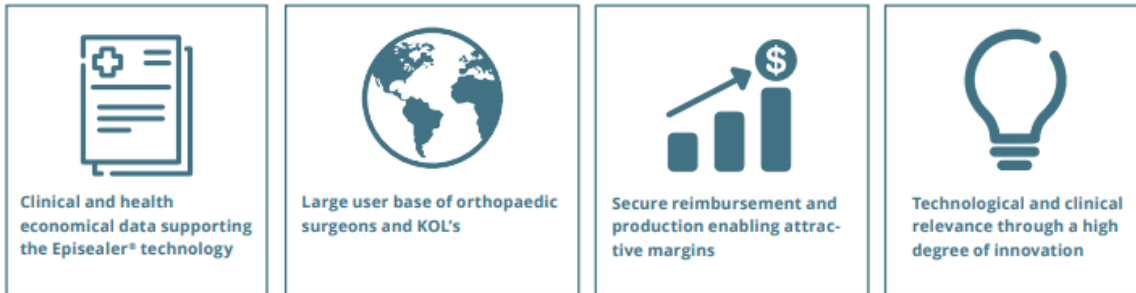 Clinical and health
economical data supporting
the Episealer® technology
Large user base of orthopaedic
surgeons and KOL's
$
Secure reimbursement and
production enabling attrac-
tive margins
Technological and clinical
relevance through a high
degree of innovation